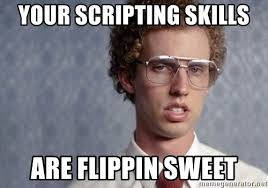 YOUR SCRIPTING SKILLS
ARE FLIPPIN SWEET
memegenerator.net